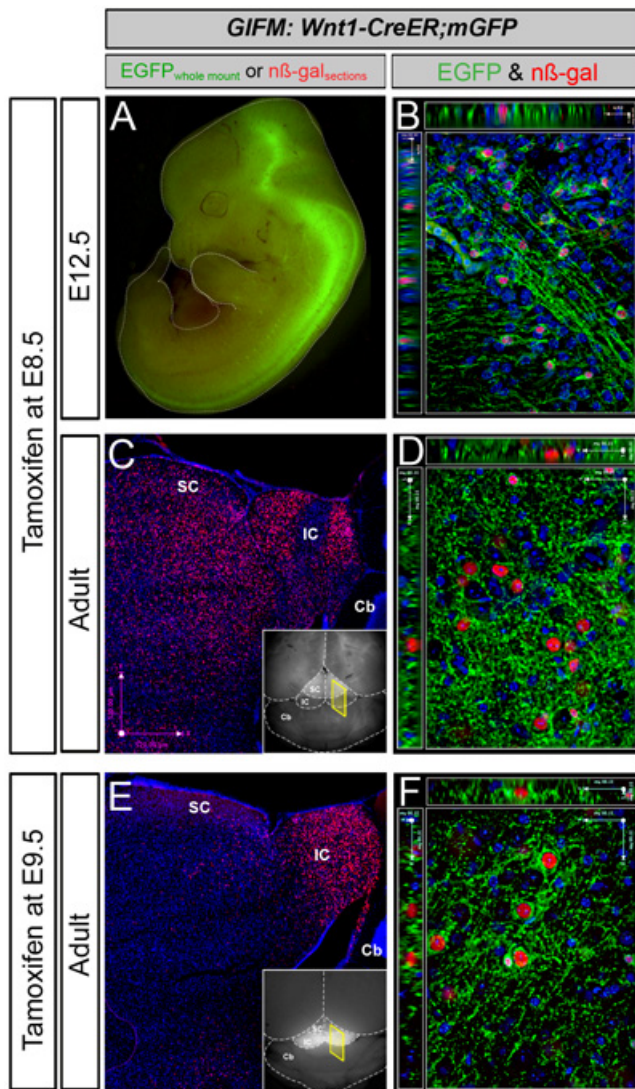 GIFM: Wnt1-CreER;mGFP
EGFPwhole mount or nß-galsections
EGFP & nß-gal
Tamoxifen at E8.5
E12.5
A
B
Adult
C
SC
IC
Cb
SC
IC
Cb
D
Tamoxifen at E9.5
Adult
E
SC
IC
Cb
SC
IC
Cb
F